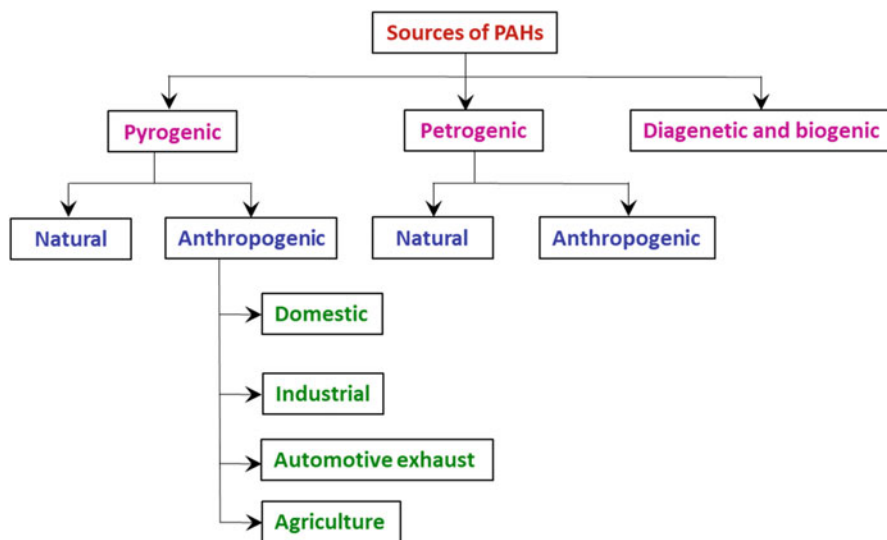 Sources of PAHs
Pyrogenic
Petrogenic
Diagenetic and biogenic
Natural
Anthropogenic
Natural
Anthropogenic
Domestic
Industrial
Automotive exhaust
Agriculture